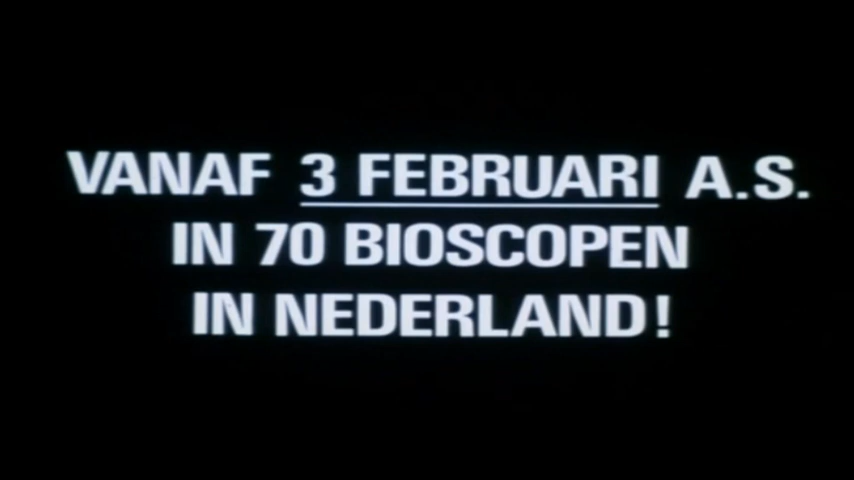 VANAF 3 FEBRUARI A.S.
IN 70 BIOSCOPEN
IN NEDERLAND!